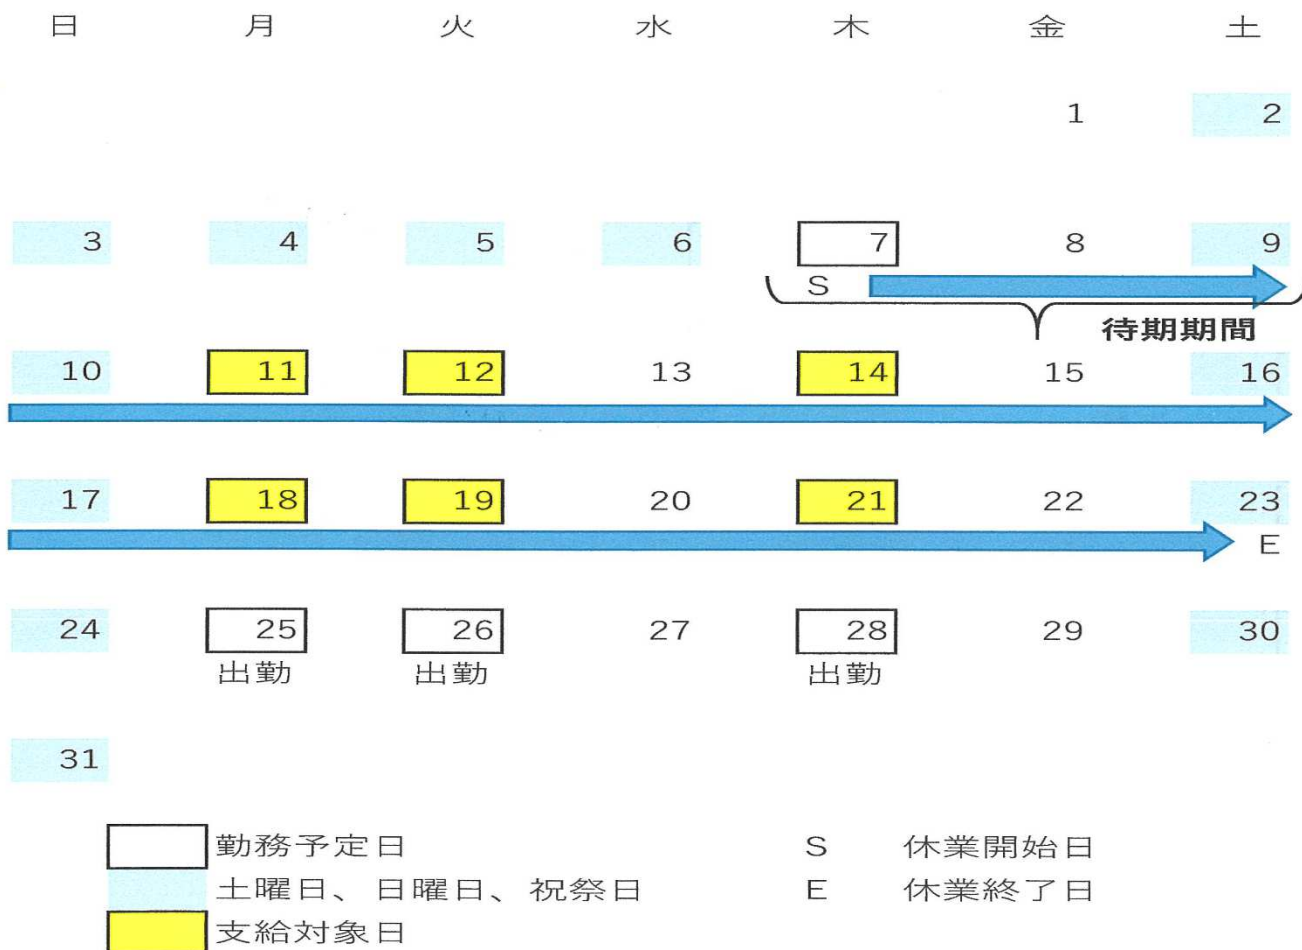 日 月 火 水 木 金 土
1 2
3 4 5 6 7 8 9
S
待期期間
10 11 12 13 14 15 16
17 18 19 20 21 22 23
E
24 25 26 27 28 29 30
出勤 出勤 出勤
31
勤務予定日 S 休業開始日
土曜日、日曜日、祝祭日 E 休業終了日
支給対象日